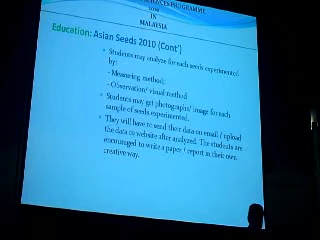 PROGRAMME
IN
MALAYSIA
Education: Asian Seeds 2010 (Cont')
Students may analyze for each seeds experimented
by:
- Measuring method;
- Observation/ visual method
Students may get photographs/ image for each
sample of seeds experimented.
They will have to send their data on email / upload
the data to website after analyzed. The students are
encouraged to write a paper / report in their own
creative way.